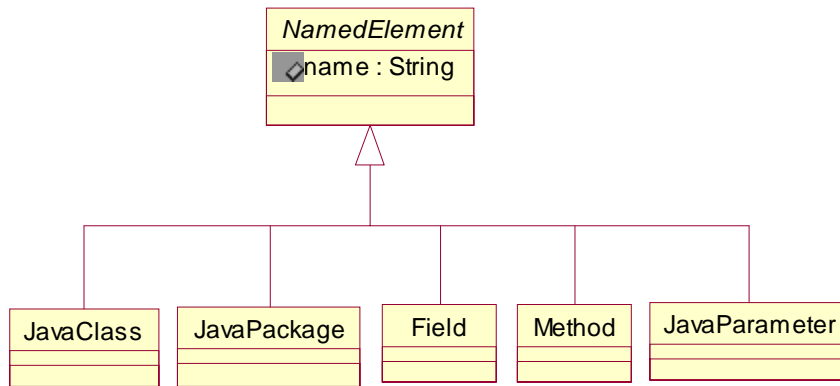 NamedElement
name : String
JavaClass
JavaPackage
Field
Method
JavaParameter